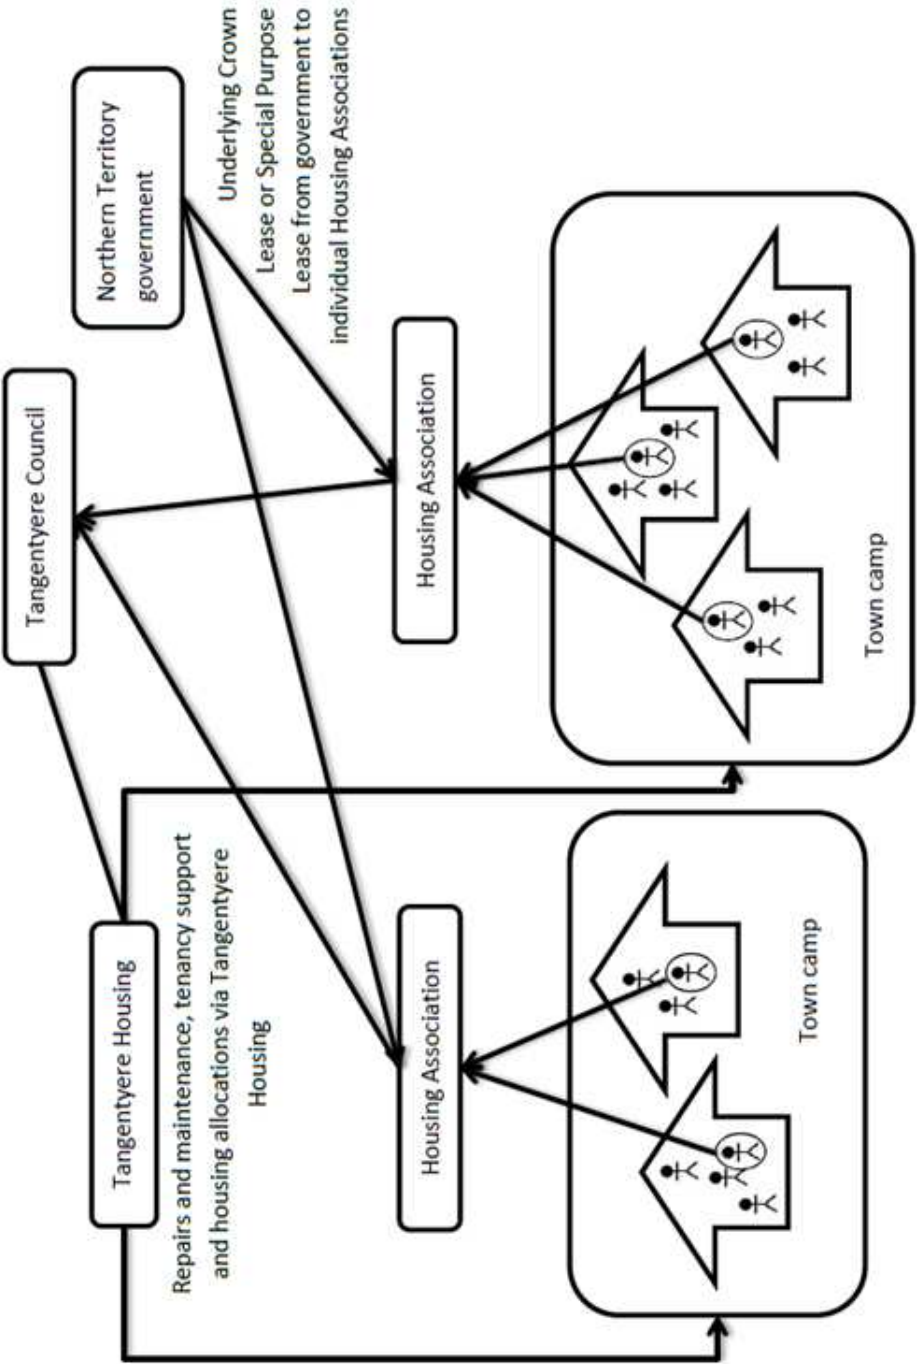 Tangentyere Council
Northern Territory
government
Tangentyere Housing
Underlying Crown
Lease or Special Purpose
Lease from government to
individual Housing Associations
Repairs and maintenance, tenancy support
and housing allocations via Tangentyere
Housing
Housing Association
Housing Association
Town camp
Town camp